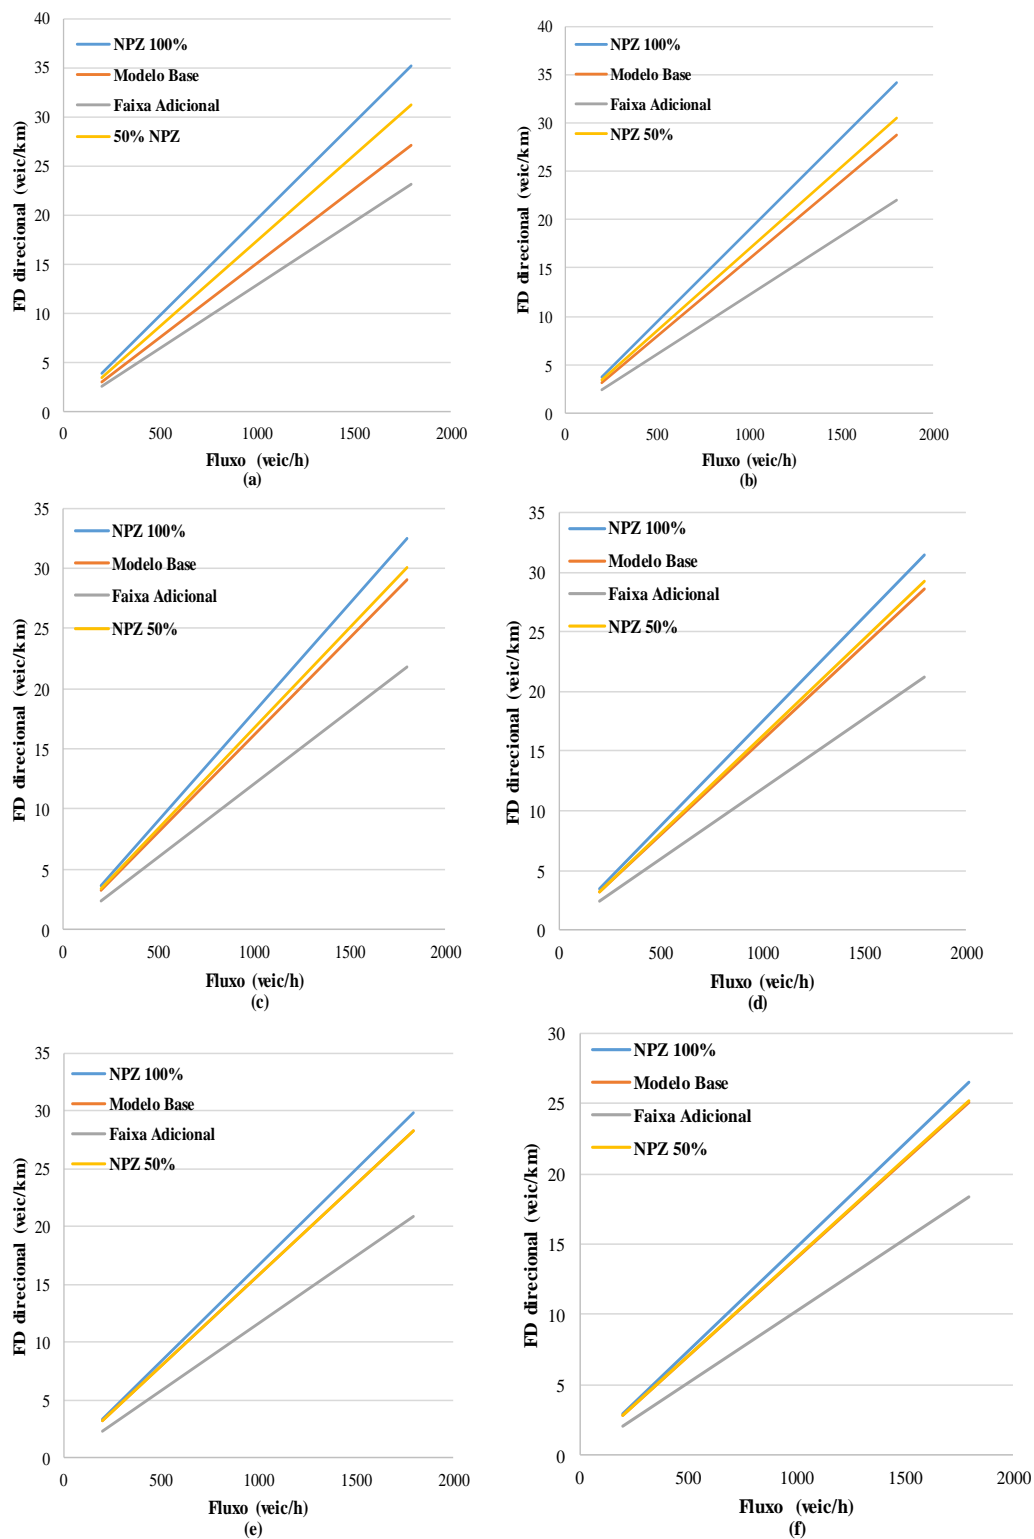 40
35
30
25
20
15
10
5
0
NPZ 100%
Modelo Base
Faixa Adicional
50% NPZ
FD direcional (veic/km)
0 500 1000 1500 2000
Fluxo (veic/h)
(a)
40
35
30
25
20
15
10
5
0
NPZ 100%
Modelo Base
Faixa Adicional
NPZ 50%
FD direcional (veic/km)
0 500 1000 1500 2000
Fluxo (veic/h)
(b)
35
30
25
20
15
10
5
0
NPZ 100%
Modelo Base
Faixa Adicional
NPZ 50%
FD direcional (veic/km)
0 500 1000 1500 2000
Fluxo (veic/h)
(c)
35
30
25
20
15
10
5
0
NPZ 100%
Modelo Base
Faixa Adicional
NPZ 50%
FD direcional (veic/km)
0 500 1000 1500 2000
Fluxo (veic/h)
(d)
35
30
25
20
15
10
5
0
NPZ 100%
Modelo Base
Faixa Adicional
NPZ 50%
FD direcional (veic/km)
0 500 1000 1500 2000
Fluxo (veic/h)
(e)
30
25
20
15
10
5
0
NPZ 100%
Modelo Base
Faixa Adicional
NPZ 50%
FD direcional (veic/km)
0 500 1000 1500 2000
Fluxo (veic/h)
(f)